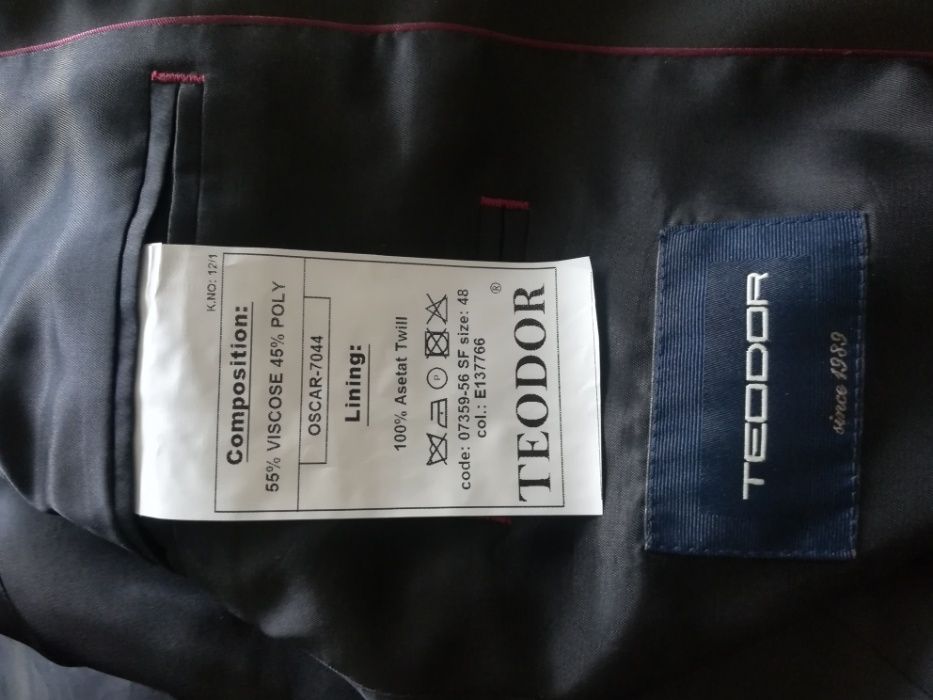 K.NO: 12/1
Composition:
55% VISCOSE 45% POLY
OSCAR-7044
Lining:
100% Asetat Twill
P
code: 07359-56 SF size: 48
col.: E137766
TEODOR®
TEODOR
since 1989